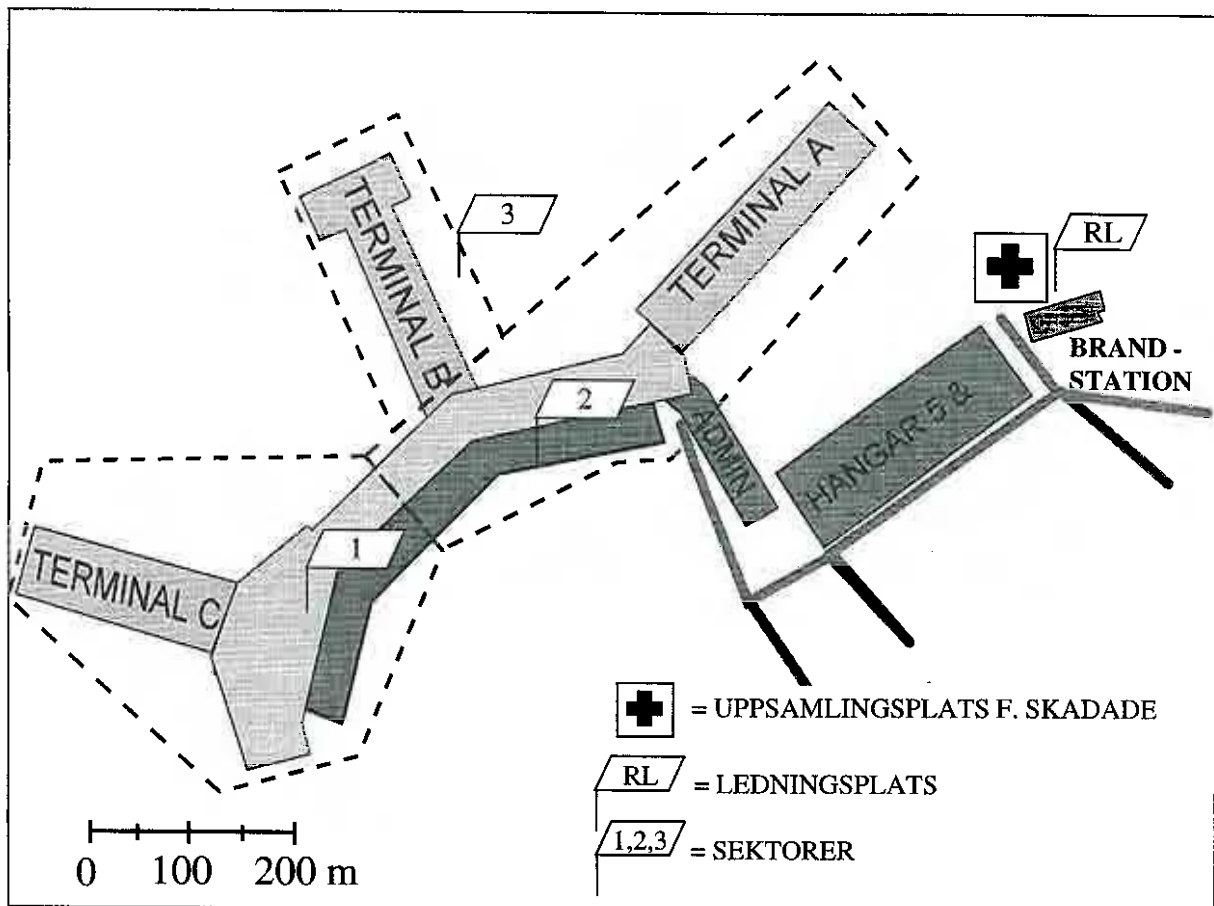 TERMINAL A
TERMINAL B
3
RL
BRAND -
STATION
2
ADMIN
HANGAR 5 &
1
TERMINAL C
= UPPSAMLINGSPLATS F. SKADADE
RL = LEDNINGSPLATS
1,2,3 = SEKTORER
0 100 200 m